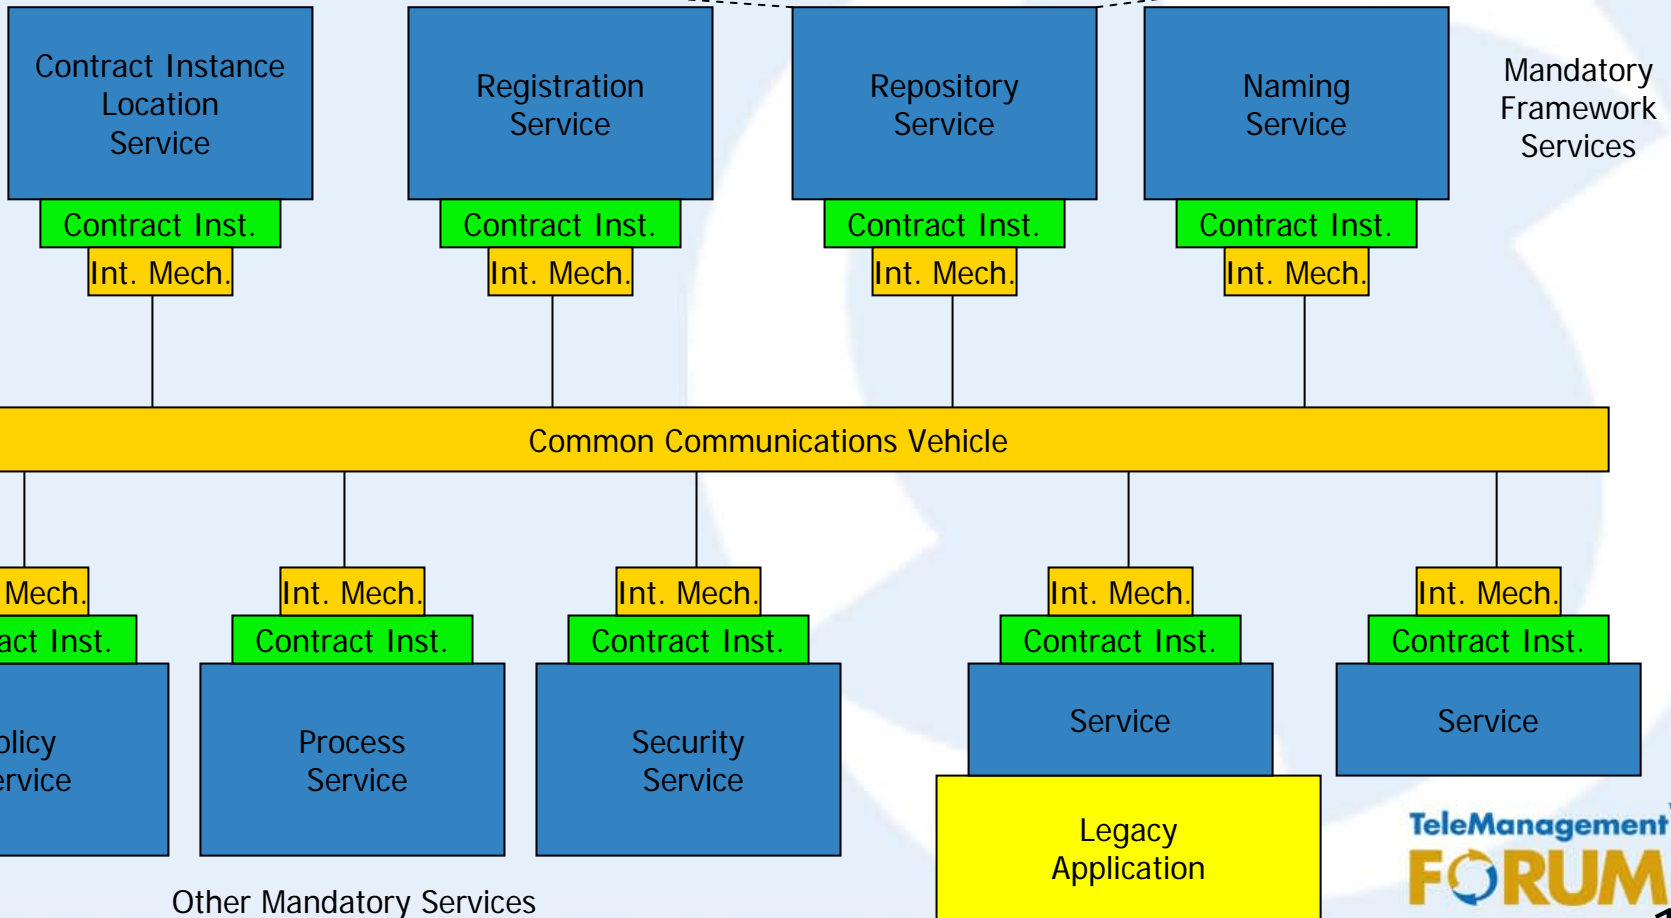 Contract Instance
Location
Service
Registration
Service
Repository
Service
Naming
Service
Mandatory
Framework
Services
Contract Inst.
Contract Inst.
Contract Inst.
Contract Inst.
Int. Mech.
Int. Mech.
Int. Mech.
Int. Mech.
Common Communications Vehicle
Mech.
Int. Mech.
Int. Mech.
Int. Mech.
Int. Mech.
act Inst.
Contract Inst.
Contract Inst.
Contract Inst.
Contract Inst.
olicy
ervice
Process
Service
Security
Service
Service
Service
Legacy
Application
Other Mandatory Services
TeleManagement
FORUM